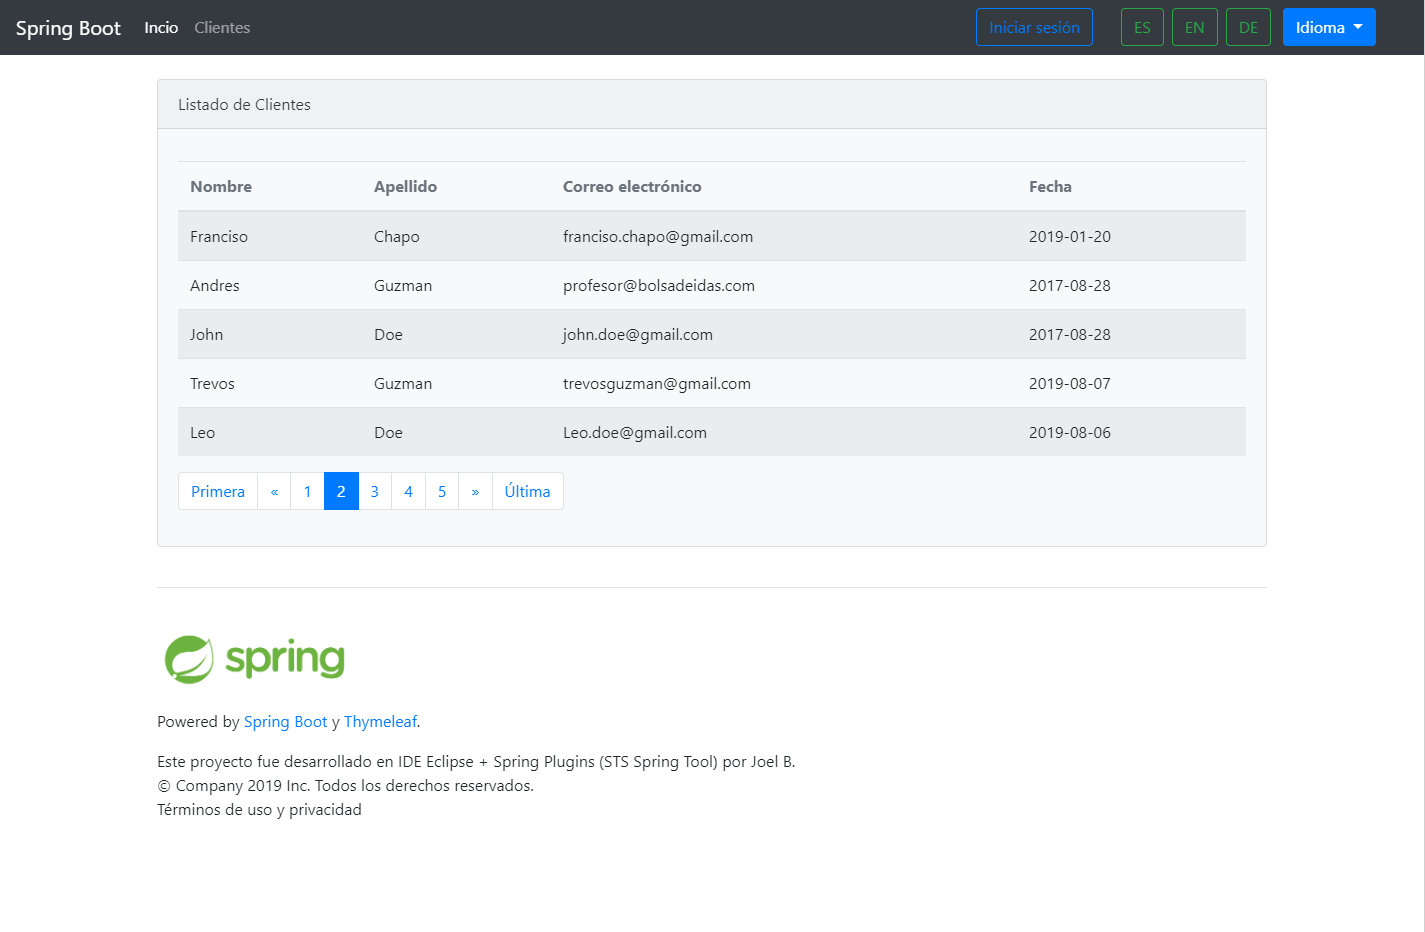 Spring Boot Incio Clientes Iniciar sesión ES EN DE Idioma
Listado de Clientes
Nombre Apellido Correo electrónico Fecha
Franciso Chapo franciso.chapo@gmail.com 2019-01-20
Andres Guzman profesor@bolsadeidas.com 2017-08-28
John Doe john.doe@gmail.com 2017-08-28
Trevos Guzman trevosguzman@gmail.com 2019-08-07
Leo Doe Leo.doe@gmail.com 2019-08-06
Primera « 1 2 3 4 5 » Última
spring
Powered by Spring Boot y Thymeleaf.
Este proyecto fue desarrollado en IDE Eclipse + Spring Plugins (STS Spring Tool) por Joel B.
© Company 2019 Inc. Todos los derechos reservados.
Términos de uso y privacidad